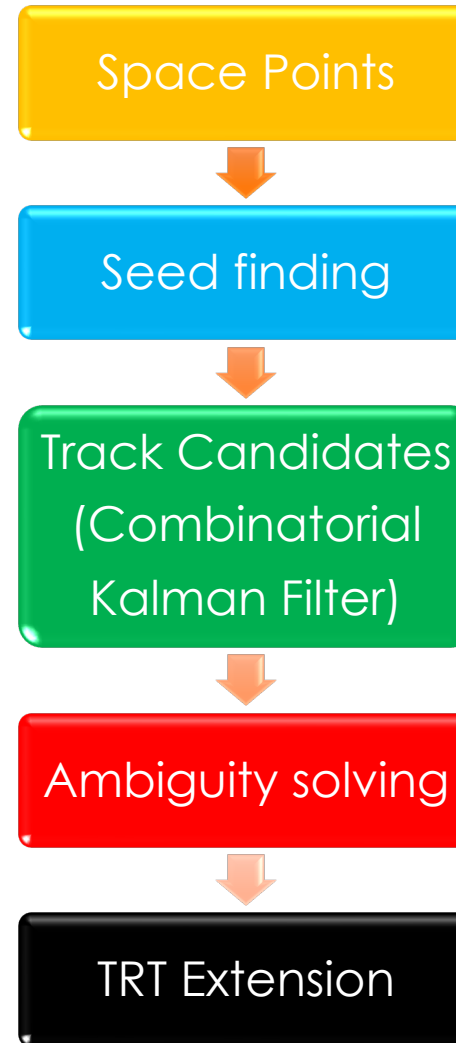 Space Points
Seed finding
Track Candidates
(Combinatorial
Kalman Filter)
Ambiguity solving
TRT Extension